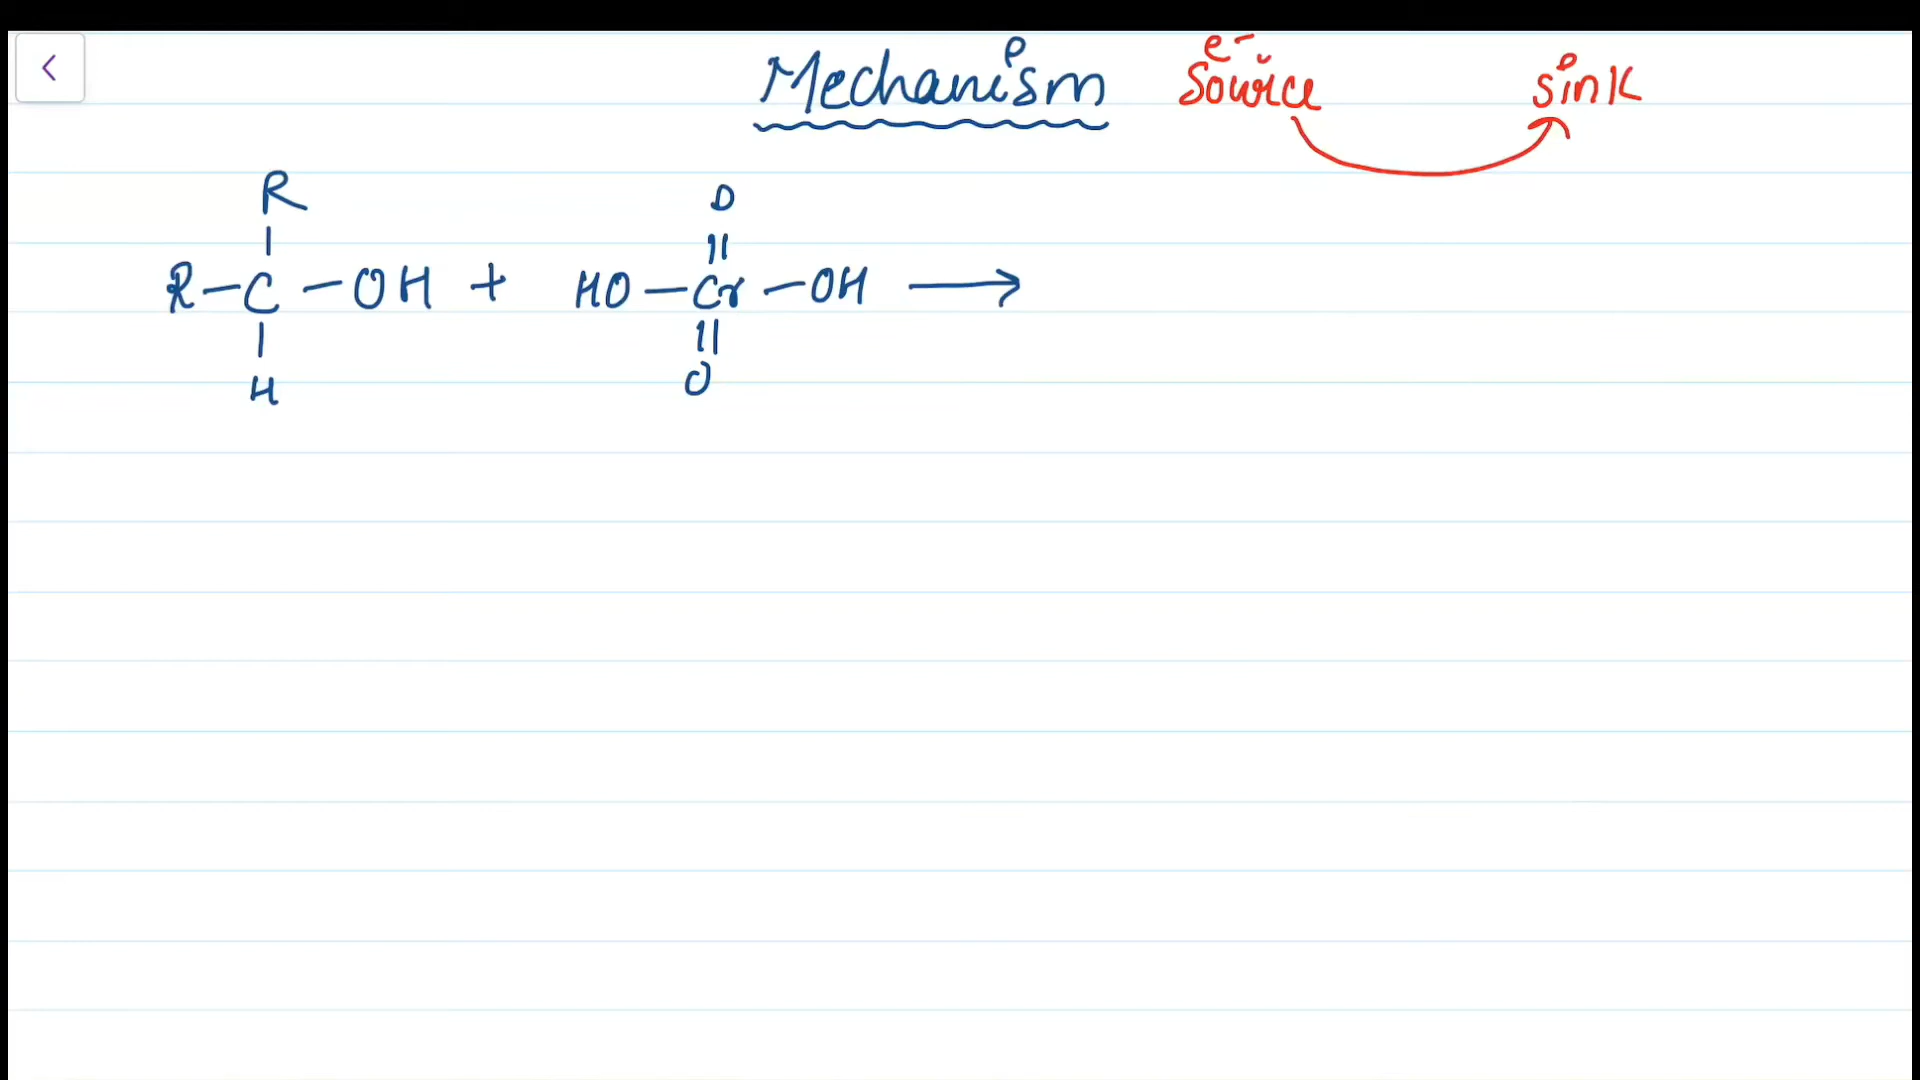 Mechanism e⁻ Source sink
R
|
R-C-OH + HO-Cr-OH →
|
H
O
||
||
O